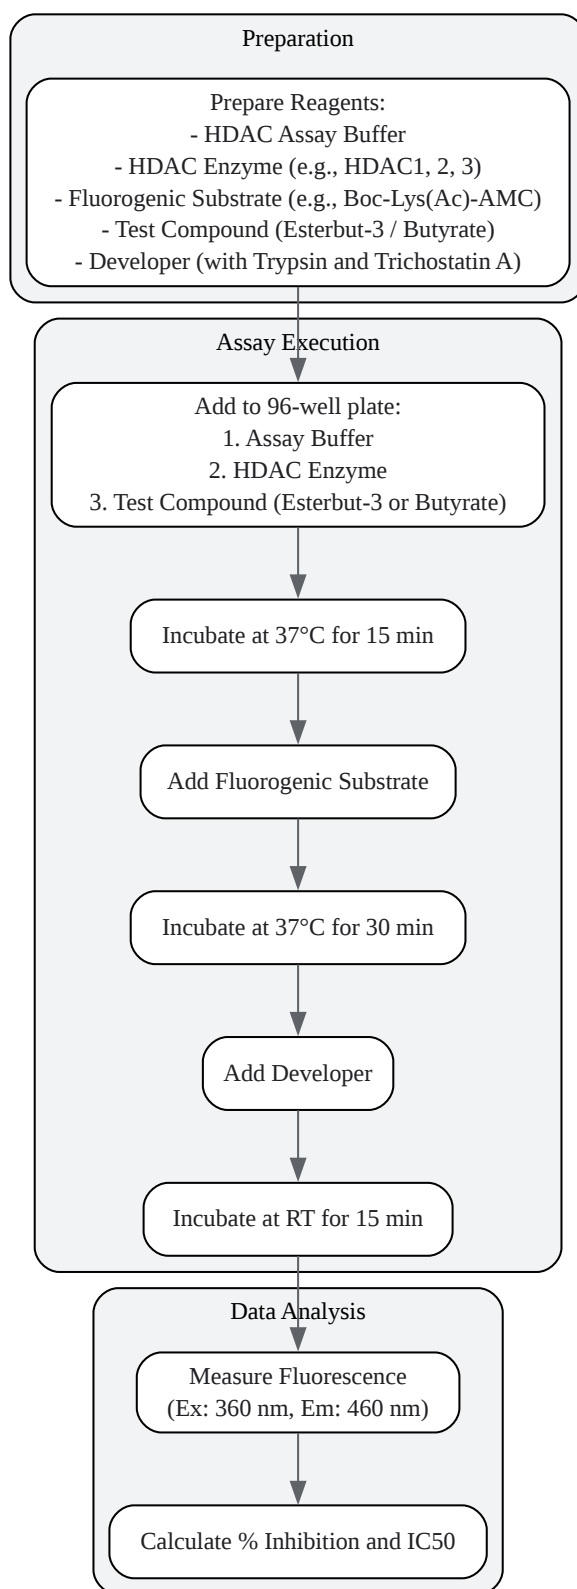 Preparation
Prepare Reagents:
- HDAC Assay Buffer
- HDAC Enzyme (e.g., HDAC1, 2, 3)
- Fluorogenic Substrate (e.g., Boc-Lys(Ac)-AMC)
- Test Compound (Esterbut-3 / Butyrate)
- Developer (with Trypsin and Trichostatin A)
Assay Execution
Add to 96-well plate:
1. Assay Buffer
2. HDAC Enzyme
3. Test Compound (Esterbut-3 or Butyrate)
Incubate at 37°C for 15 min
Add Fluorogenic Substrate
Incubate at 37°C for 30 min
Add Developer
Incubate at RT for 15 min
Data Analysis
Measure Fluorescence
(Ex: 360 nm, Em: 460 nm)
Calculate % Inhibition and IC50